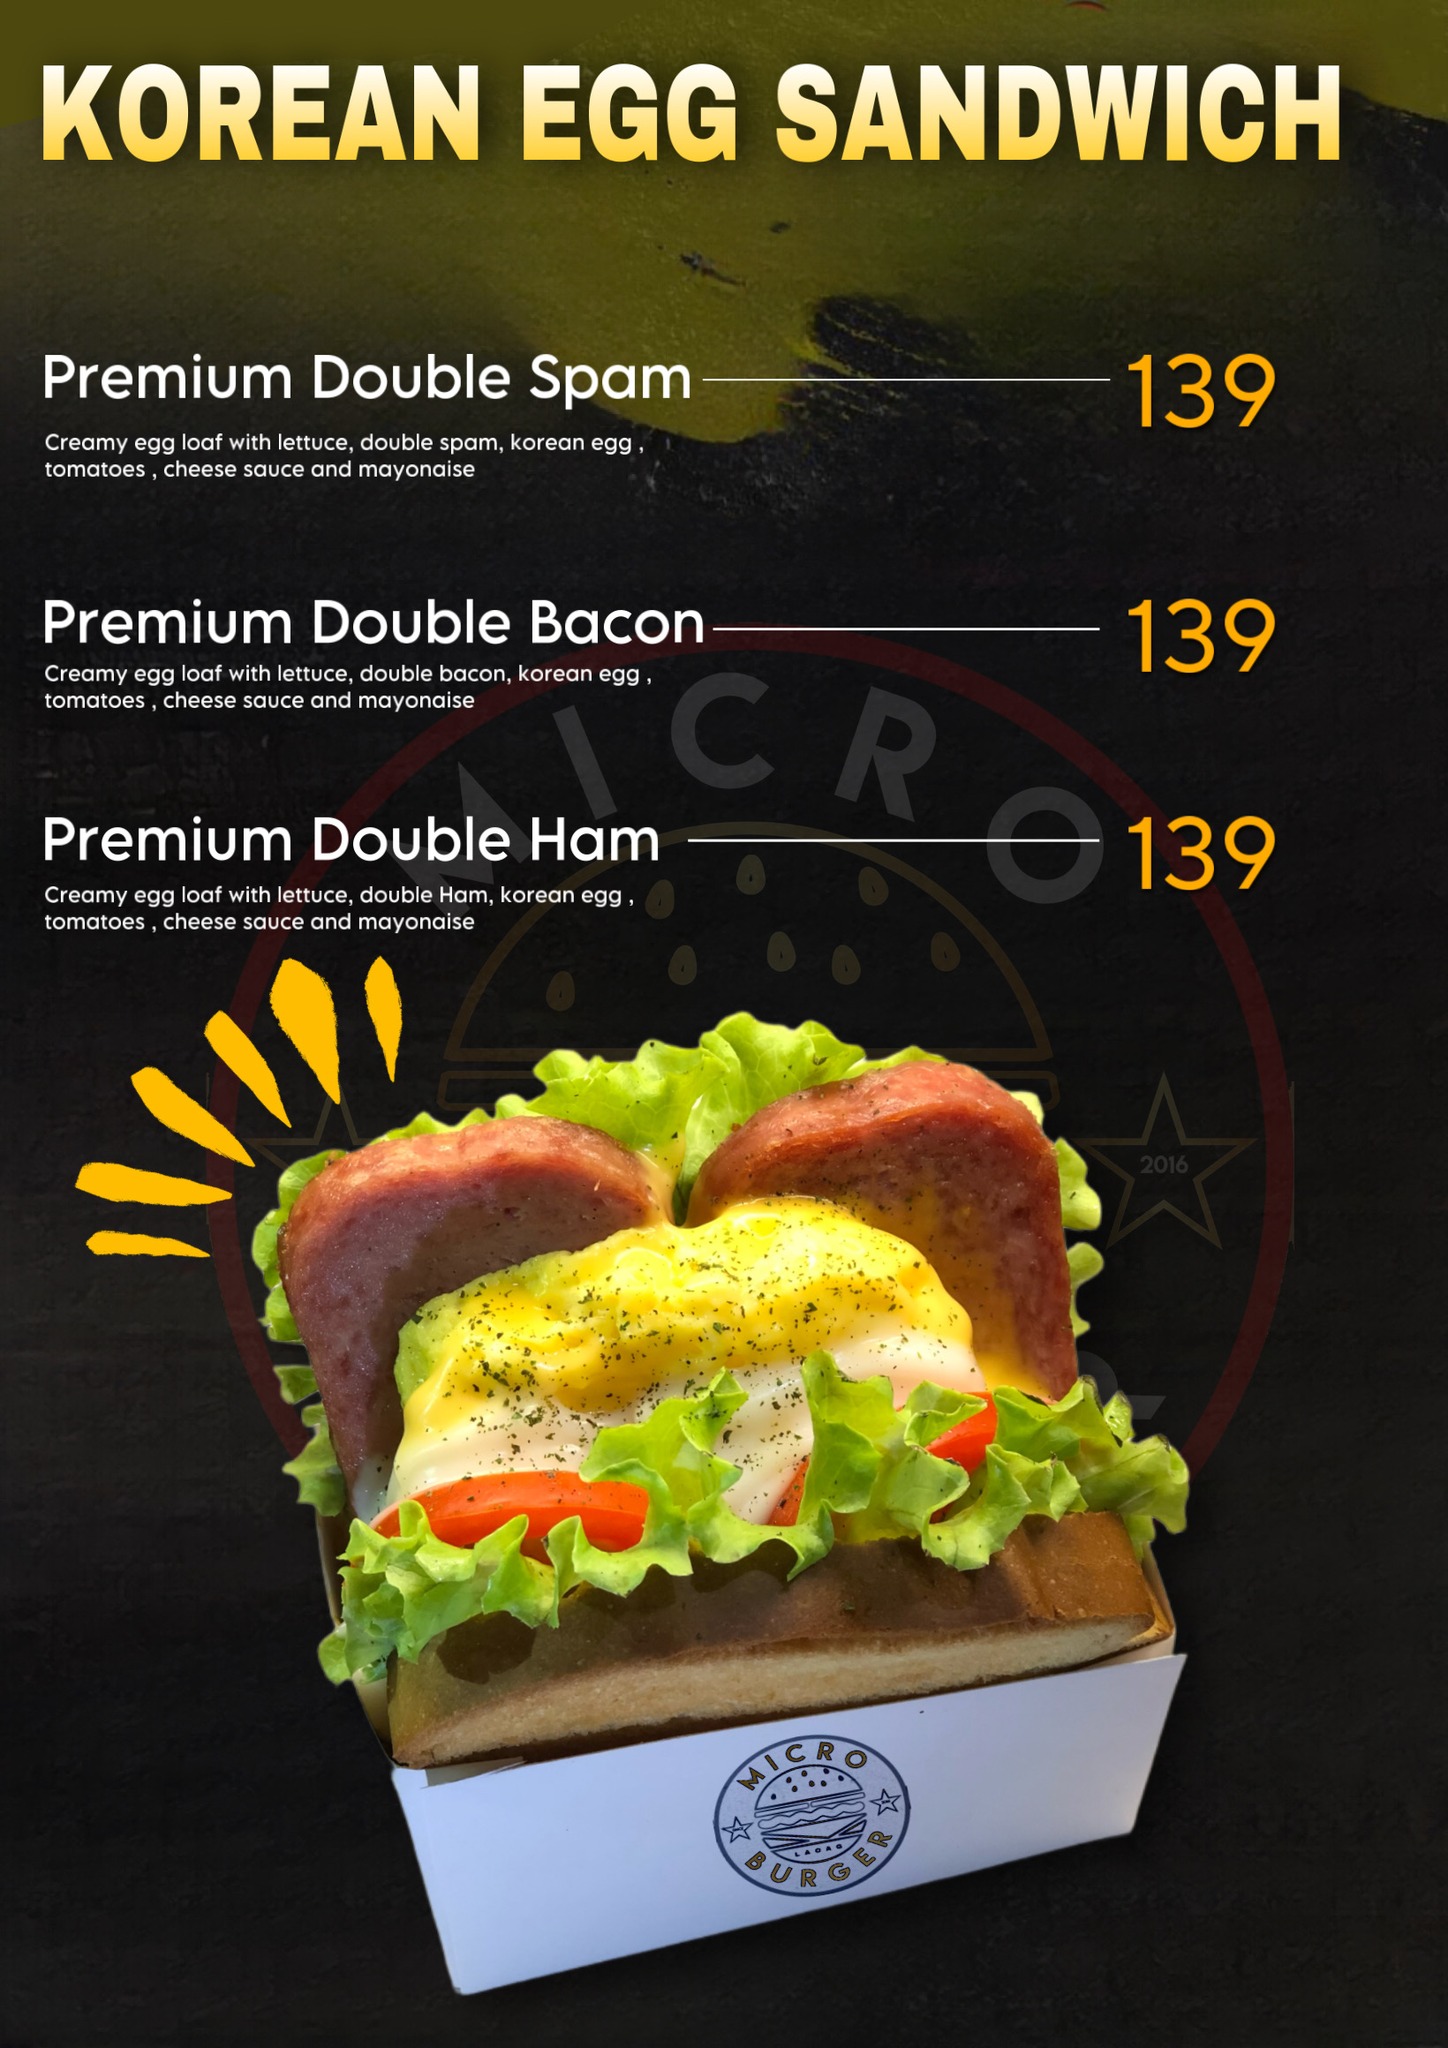 KOREAN EGG SANDWICH
Premium Double Spam 139
Creamy egg loaf with lettuce, double spam, korean egg ,
tomatoes , cheese sauce and mayonaise
Premium Double Bacon 139
Creamy egg loaf with lettuce, double bacon, korean egg ,
tomatoes , cheese sauce and mayonaise
Premium Double Ham 139
Creamy egg loaf with lettuce, double Ham, korean egg ,
tomatoes , cheese sauce and mayonaise
MICRO
2016
MICRO
LAOAG
BURGER